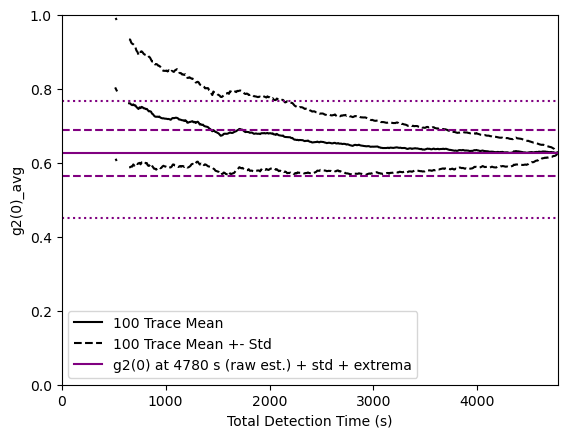 1.0
0.8
0.6
0.4
0.2
0.0
g2(0)_avg
100 Trace Mean
100 Trace Mean +- Std
g2(0) at 4780 s (raw est.) + std + extrema
0 1000 2000 3000 4000
Total Detection Time (s)